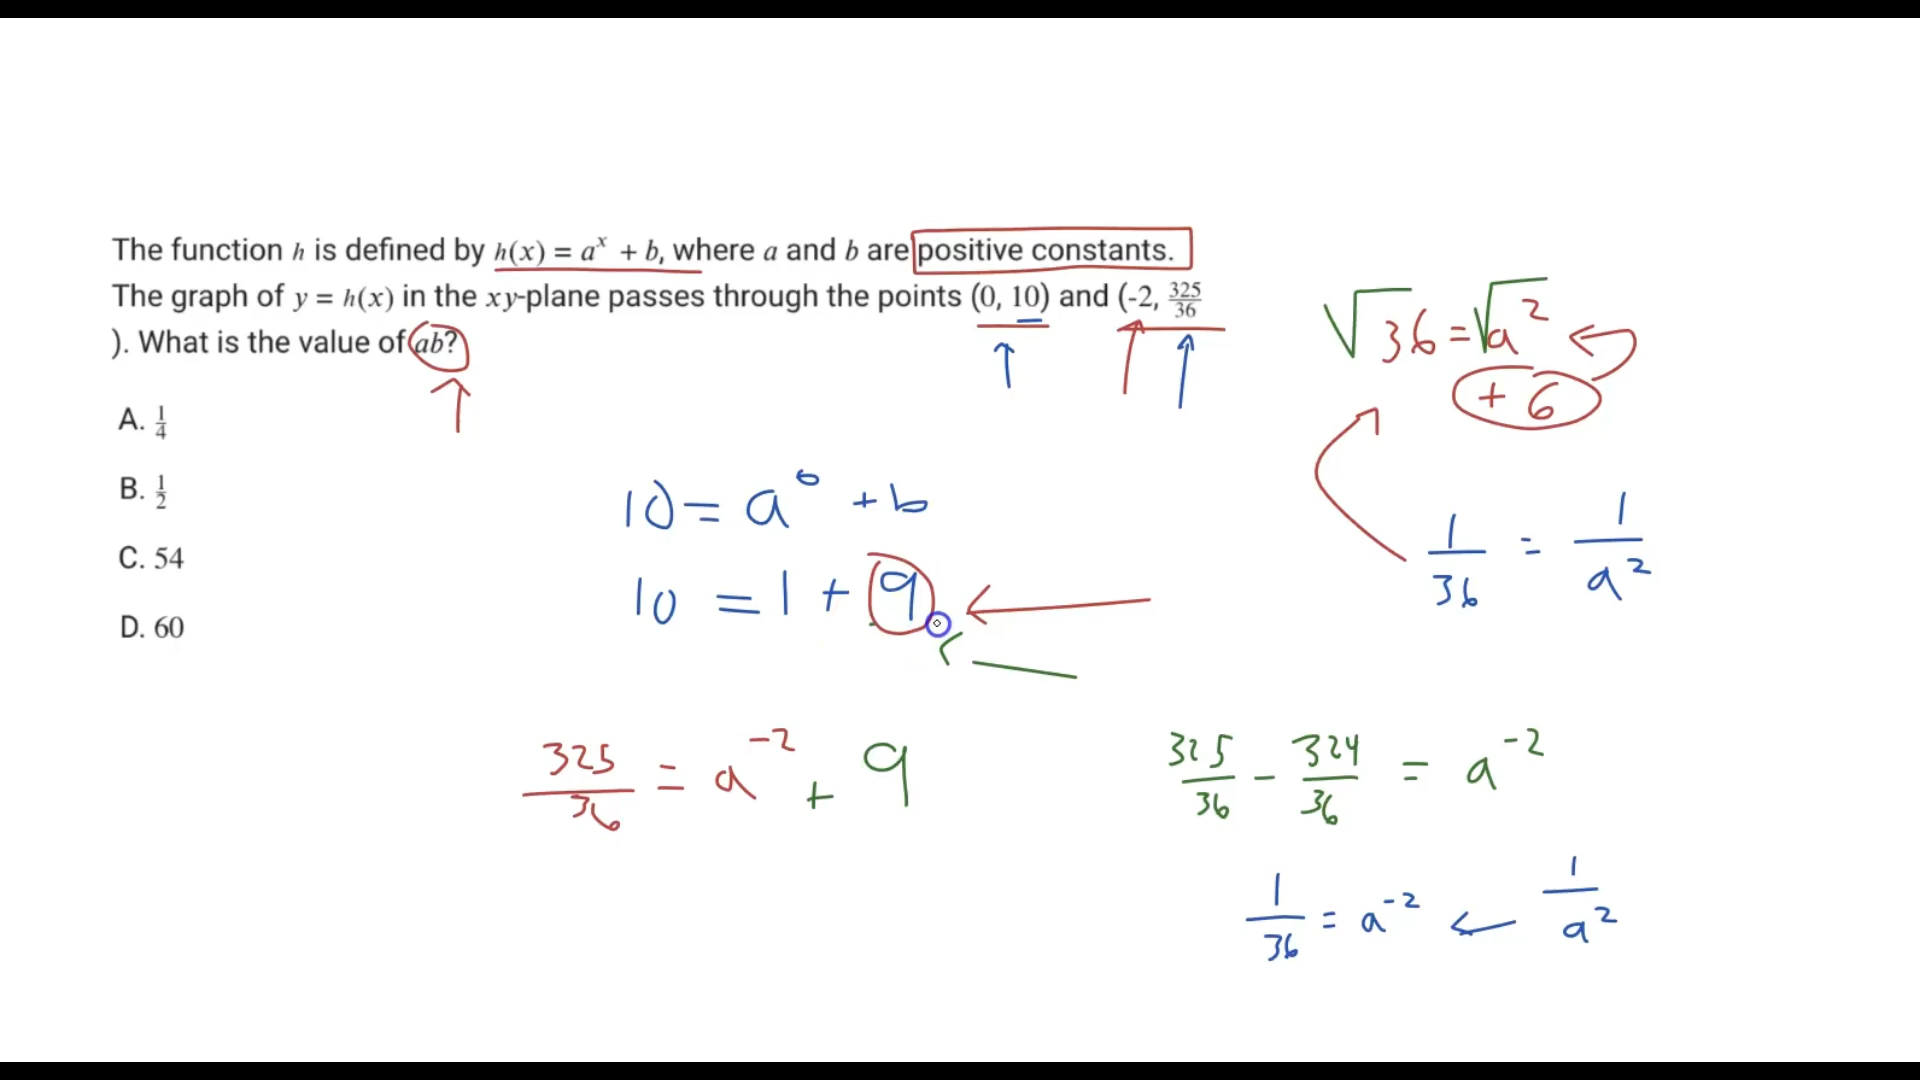 The function h is defined by h(x) = aˣ + b, where a and b are positive constants.
The graph of y = h(x) in the xy-plane passes through the points (0, 10) and (-2, 325/36
). What is the value of ab?
A. 1/4
B. 1/2
C. 54
D. 60
√36 = √a²
+ 6
10 = a⁰ + b
10 = 1 + 9
1/36 = 1/a²
325/36 = a⁻² + 9
325/36 - 324/36 = a⁻²
1/36 = a⁻² ← 1/a²